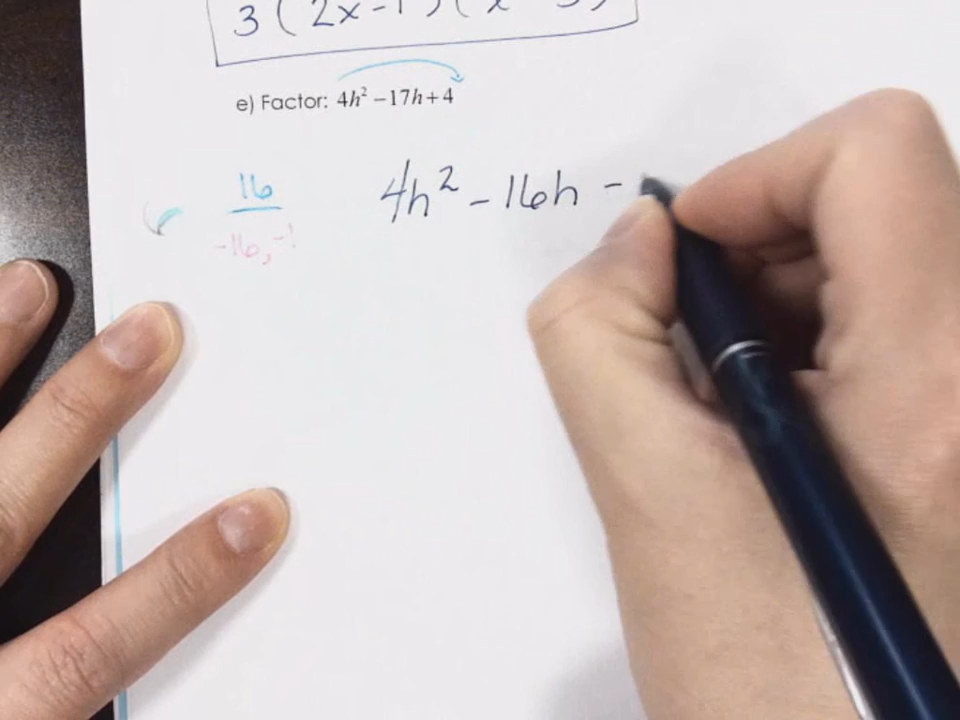 3 (2x-1)(x-3)
e) Factor: 4h² −17h+4
16 4h² - 16h -
-16, -1